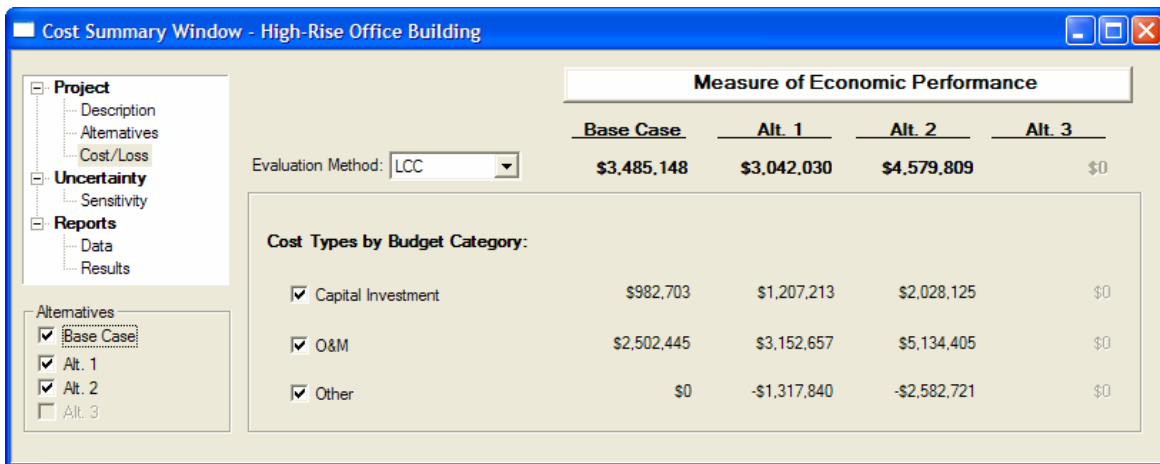 Cost Summary Window - High-Rise Office Building
Project
Description
Alternatives
Cost/Loss
Uncertainty
Sensitivity
Reports
Data
Results
Alternatives
Base Case
Alt. 1
Alt. 2
Alt. 3
Measure of Economic Performance
Base Case Alt. 1 Alt. 2 Alt. 3
Evaluation Method: LCC $3,485,148 $3,042,030 $4,579,809 $0
Cost Types by Budget Category:
Capital Investment $982,703 $1,207,213 $2,028,125 $0
O&M $2,502,445 $3,152,657 $5,134,405 $0
Other $0 -$1,317,840 -$2,582,721 $0